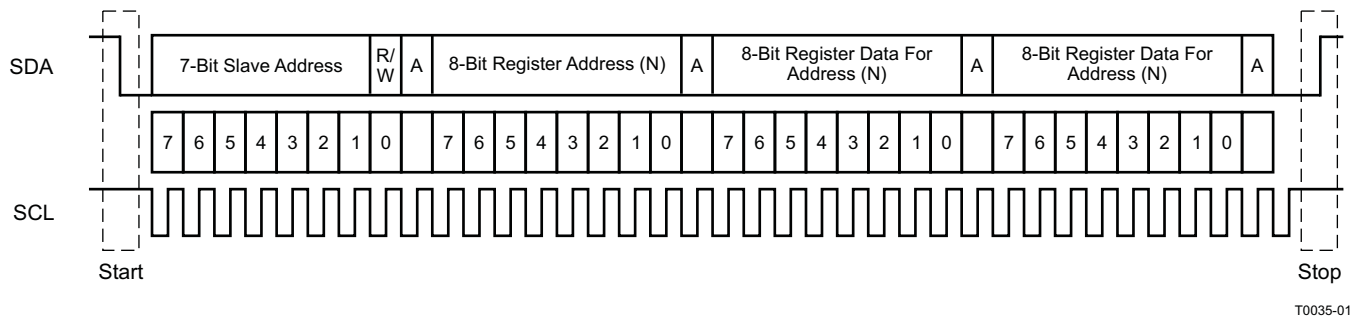 SDA
7-Bit Slave Address
R/
W
A
8-Bit Register Address (N)
A
8-Bit Register Data For
Address (N)
A
8-Bit Register Data For
Address (N)
A
7 6 5 4 3 2 1 0 7 6 5 4 3 2 1 0 7 6 5 4 3 2 1 0 7 6 5 4 3 2 1 0
SCL
Start
Stop
T0035-01